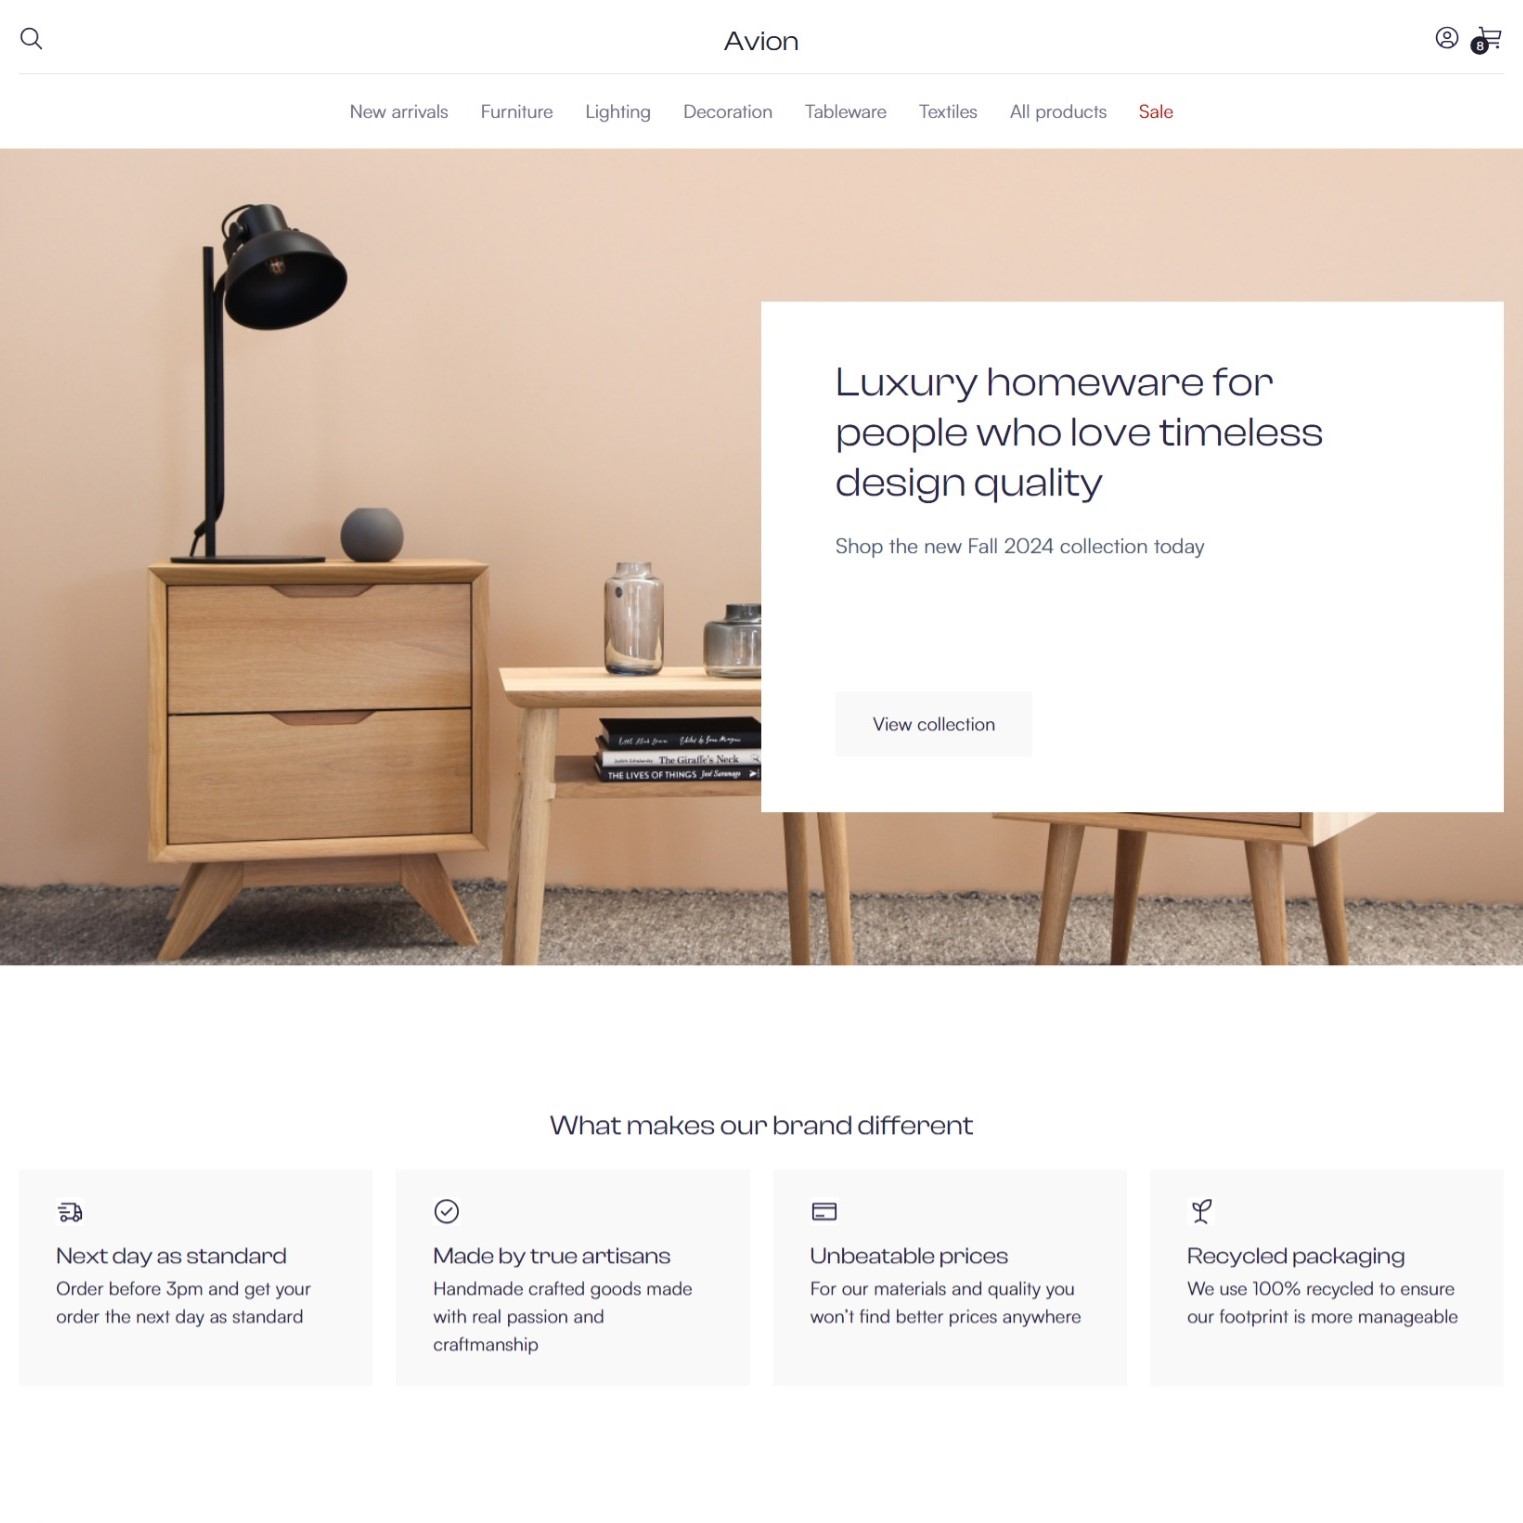 Avion
8
New arrivals Furniture Lighting Decoration Tableware Textiles All products Sale
Luxury homeware for
people who love timeless
design quality
Shop the new Fall 2024 collection today
View collection
The Giraffe's Neck
THE LIVES OF THINGS José Saramago
What makes our brand different
Next day as standard
Order before 3pm and get your
order the next day as standard
Made by true artisans
Handmade crafted goods made
with real passion and
craftmanship
Unbeatable prices
For our materials and quality you
won't find better prices anywhere
Recycled packaging
We use 100% recycled to ensure
our footprint is more manageable